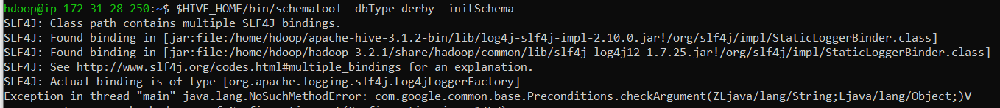 hdoop@ip-172-31-28-250:~$ $HIVE_HOME/bin/schematool -dbType derby -initSchema
SLF4J: Class path contains multiple SLF4J bindings.
SLF4J: Found binding in [jar:file:/home/hdoop/apache-hive-3.1.2-bin/lib/log4j-slf4j-impl-2.10.0.jar!/org/slf4j/impl/StaticLoggerBinder.class]
SLF4J: Found binding in [jar:file:/home/hdoop/hadoop-3.2.1/share/hadoop/common/lib/slf4j-log4j12-1.7.25.jar!/org/slf4j/impl/StaticLoggerBinder.class]
SLF4J: See http://www.slf4j.org/codes.html#multiple_bindings for an explanation.
SLF4J: Actual binding is of type [org.apache.logging.slf4j.Log4jLoggerFactory]
Exception in thread "main" java.lang.NoSuchMethodError: com.google.common.base.Preconditions.checkArgument(ZLjava/lang/String;Ljava/lang/Object;)V